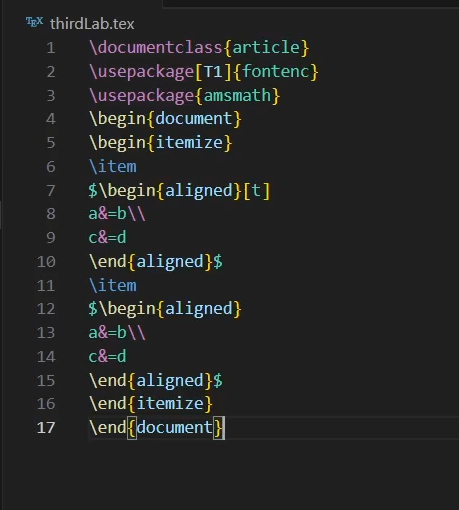 TEX thirdLab.tex
1 \documentclass{article}
2 \usepackage[T1]{fontenc}
3 \usepackage{amsmath}
4 \begin{document}
5 \begin{itemize}
6 \item
7 $\begin{aligned}[t]
8 a&=b\\
9 c&=d
10 \end{aligned}$
11 \item
12 $\begin{aligned}
13 a&=b\\
14 c&=d
15 \end{aligned}$
16 \end{itemize}
17 \end{document}